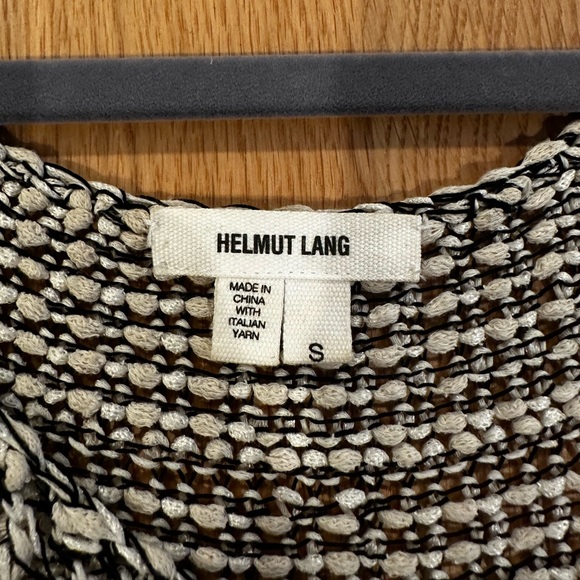 HELMUT LANG
MADE IN
CHINA
WITH
ITALIAN
YARN
S